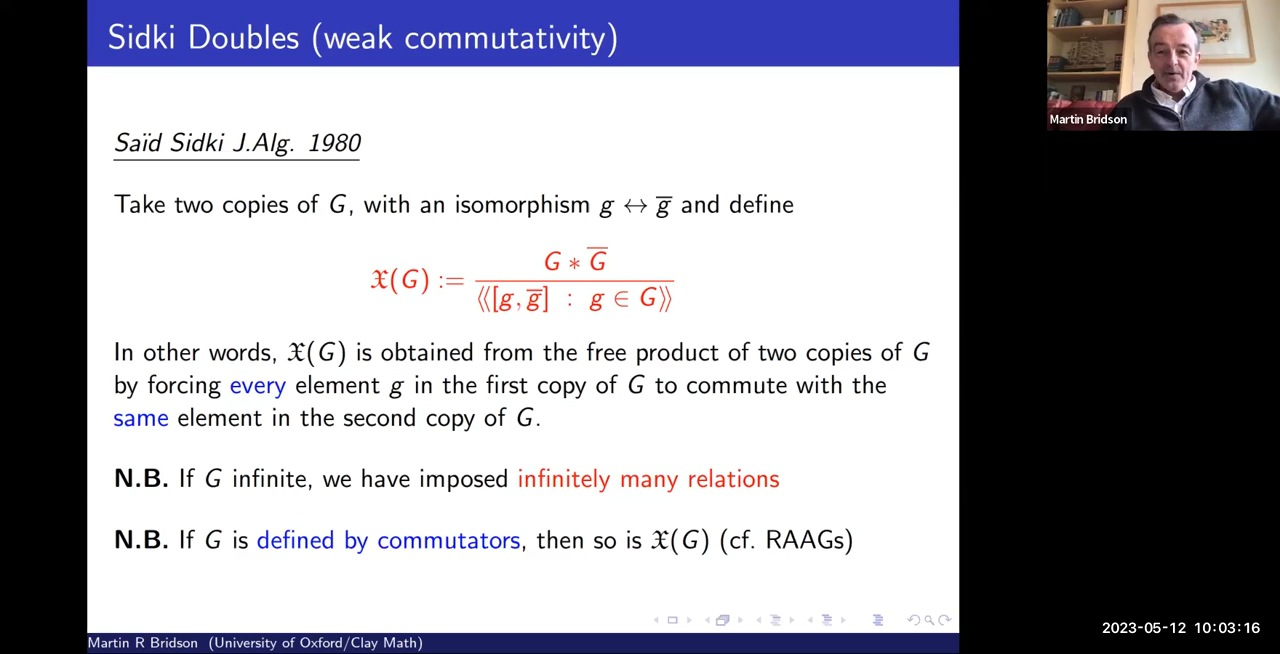 Sidki Doubles (weak commutativity)
Martin Bridson
Saïd Sidki J.Alg. 1980
Take two copies of G, with an isomorphism g ↔ g̅ and define
𝔛(G) := G ∗ G̅ / ⟨⟨[g, g̅] : g ∈ G⟩⟩
In other words, 𝔛(G) is obtained from the free product of two copies of G
by forcing every element g in the first copy of G to commute with the
same element in the second copy of G.
N.B. If G infinite, we have imposed infinitely many relations
N.B. If G is defined by commutators, then so is 𝔛(G) (cf. RAAGs)
Martin R Bridson (University of Oxford/Clay Math)
2023-05-12 10:03:16